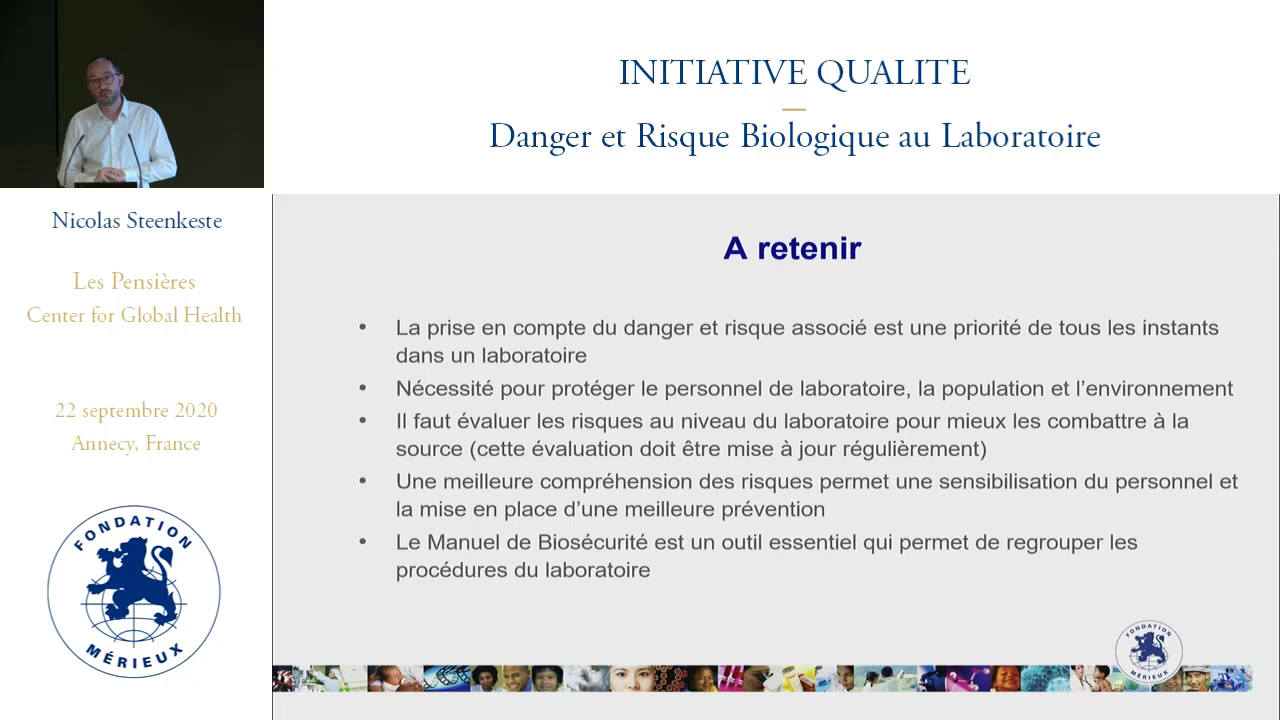 INITIATIVE QUALITE
Danger et Risque Biologique au Laboratoire
Nicolas Steenkeste
Les Pensières
Center for Global Health
22 septembre 2020
Annecy, France
FONDATION
MÉRIEUX
A retenir
• La prise en compte du danger et risque associé est une priorité de tous les instants
dans un laboratoire
• Nécessité pour protéger le personnel de laboratoire, la population et l’environnement
• Il faut évaluer les risques au niveau du laboratoire pour mieux les combattre à la
source (cette évaluation doit être mise à jour régulièrement)
• Une meilleure compréhension des risques permet une sensibilisation du personnel et
la mise en place d’une meilleure prévention
• Le Manuel de Biosécurité est un outil essentiel qui permet de regrouper les
procédures du laboratoire
FONDATION
MÉRIEUX